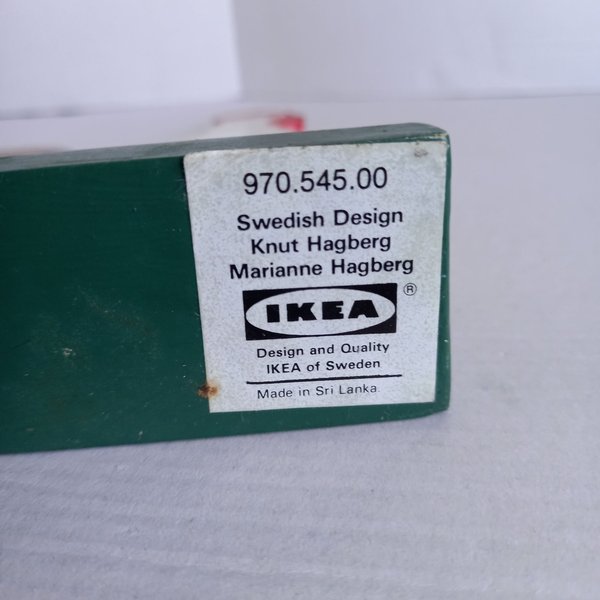 970.545.00
Swedish Design
Knut Hagberg
Marianne Hagberg
IKEA ®
Design and Quality
IKEA of Sweden
Made in Sri Lanka